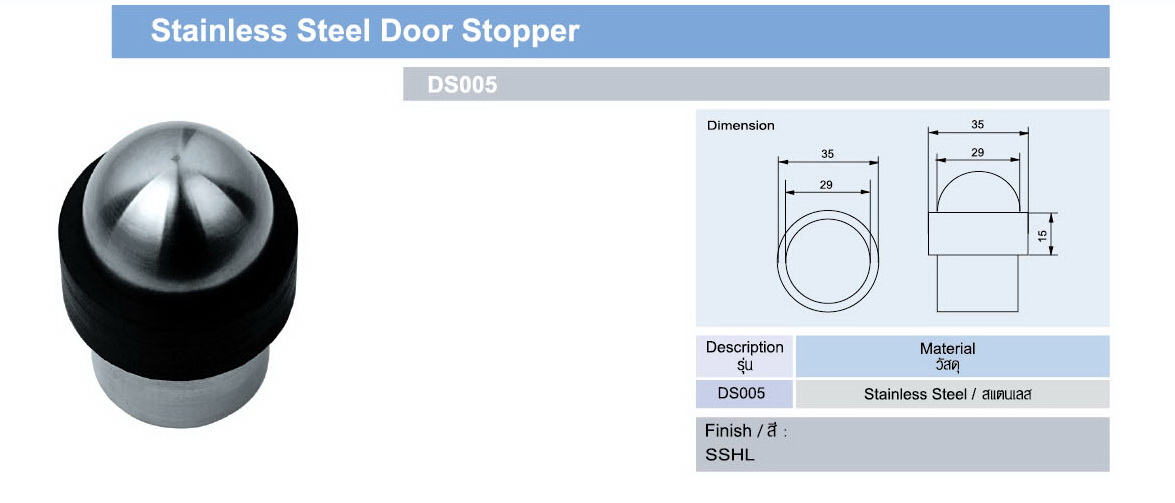 Stainless Steel Door Stopper
DS005
Dimension
35
29
35
29
15
Description
รุ่น
Material
วัสดุ
DS005
Stainless Steel / สแตนเลส
Finish / สี :
SSHL